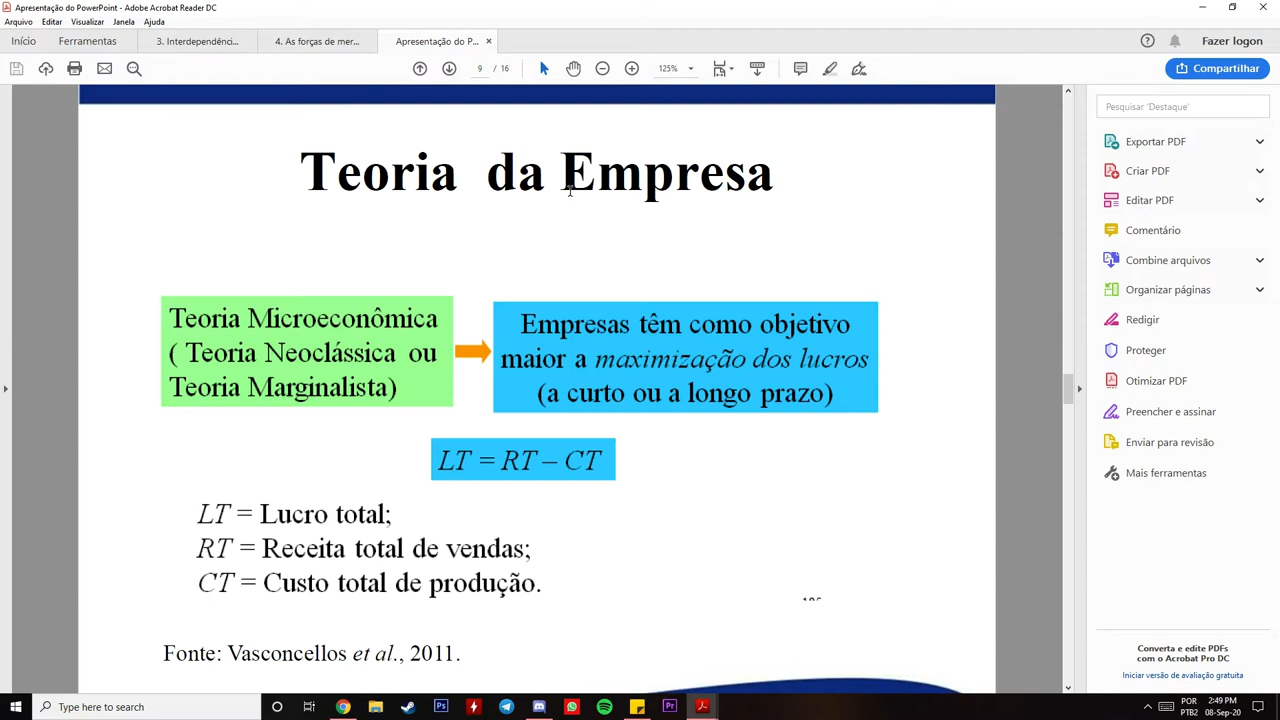 Apresentação do PowerPoint - Adobe Acrobat Reader DC
Arquivo Editar Visualizar Janela Ajuda
Início Ferramentas 3. Interdependênci... 4. As forças de mer... Apresentação do P... × Fazer logon
9 / 16 125% Compartilhar
Teoria da Empresa
Teoria Microeconômica
( Teoria Neoclássica ou
Teoria Marginalista)
Empresas têm como objetivo
maior a maximização dos lucros
(a curto ou a longo prazo)
LT = RT – CT
LT = Lucro total;
RT = Receita total de vendas;
CT = Custo total de produção.
Fonte: Vasconcellos et al., 2011.
Pesquisar 'Destaque'
Exportar PDF
Criar PDF
Editar PDF
Comentário
Combine arquivos
Organizar páginas
Redigir
Proteger
Otimizar PDF
Preencher e assinar
Enviar para revisão
Mais ferramentas
Converta e edite PDFs
com o Acrobat Pro DC
Iniciar versão de avaliação gratuita
Type here to search
Ps
Pr
POR
PTB2
2:49 PM
08-Sep-20